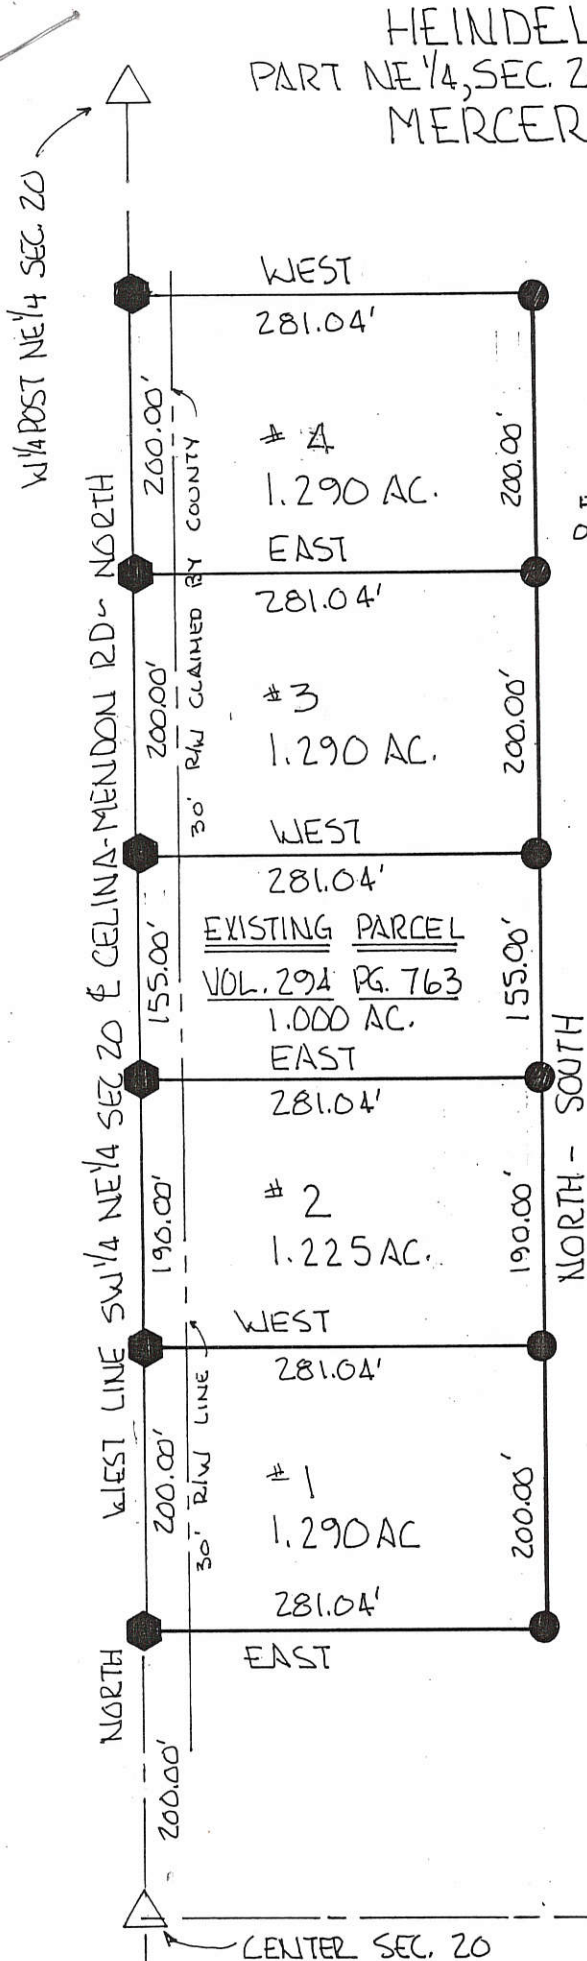 HEINDEL
PART NE¼, SEC. 2
MERCER
W¼ POST NE¼ SEC. 20
WEST
281.04'
200.00'
# 4
1.290 AC.
200.00'
EAST
281.04'
30' R/W CLAIMED BY COUNTY
200.00'
# 3
1.290 AC.
200.00'
WEST
281.04'
155.00'
EXISTING PARCEL
VOL. 294 PG. 763
1.000 AC.
155.00'
EAST
281.04'
190.00'
# 2
1.225 AC.
190.00'
NORTH - SOUTH
WEST
281.04'
30' R/W LINE
200.00'
# 1
1.290 AC
200.00'
281.04'
EAST
WEST LINE SW¼ NE¼ SEC 20 ℄ CELINA-MENDON RD~ NORTH
NORTH
200.00'
CENTER SEC. 20